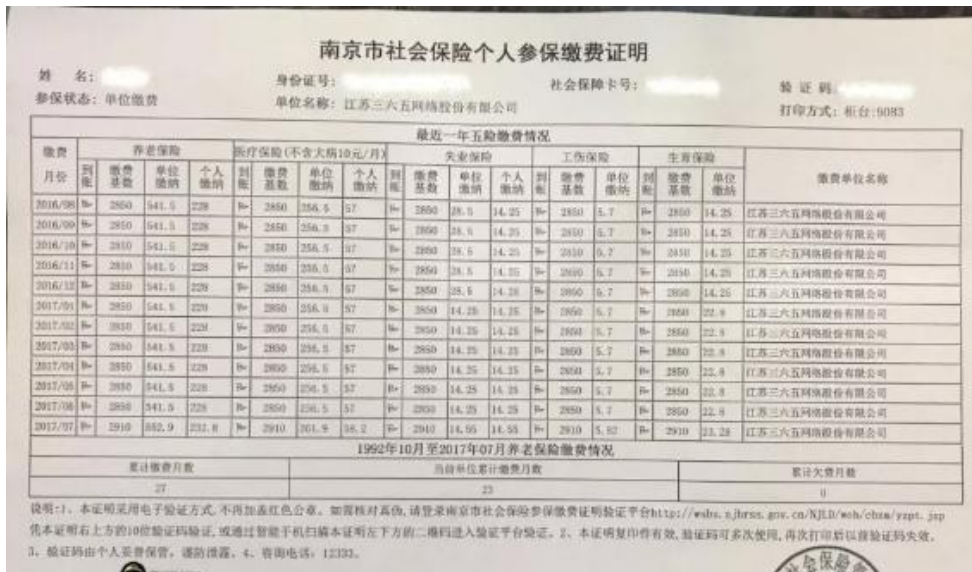 南京市社会保险个人参保缴费证明
姓 名： 身份证号： 社会保障卡号： 验 证 码：
参保状态：单位缴费 单位名称：江苏三六五网络股份有限公司 打印方式：柜台:9083
最近一年五险缴费情况
缴费月份 养老保险 医疗保险(不含大病10元/月) 失业保险 工伤保险 生育保险 缴费单位名称
到账 缴费基数 单位缴纳 个人缴纳 到账 缴费基数 单位缴纳 个人缴纳 到账 缴费基数 单位缴纳 个人缴纳 到账 缴费基数 单位缴纳 到账 缴费基数 单位缴纳
2016/08 2850 541.5 228 2850 256.5 57 2850 28.5 14.25 2850 5.7 2850 14.25 江苏三六五网络股份有限公司
2016/09 2850 541.5 228 2850 256.5 57 2850 28.5 14.25 2850 5.7 2850 14.25 江苏三六五网络股份有限公司
2016/10 2850 541.5 228 2850 256.5 57 2850 28.5 14.25 2850 5.7 2850 14.25 江苏三六五网络股份有限公司
2016/11 2850 541.5 228 2850 256.5 57 2850 28.5 14.25 2850 5.7 2850 14.25 江苏三六五网络股份有限公司
2016/12 2850 541.5 228 2850 256.5 57 2850 28.5 14.25 2850 5.7 2850 14.25 江苏三六五网络股份有限公司
2017/01 2850 541.5 228 2850 256.5 57 2850 14.25 14.25 2850 5.7 2850 22.8 江苏三六五网络股份有限公司
2017/02 2850 541.5 228 2850 256.5 57 2850 14.25 14.25 2850 5.7 2850 22.8 江苏三六五网络股份有限公司
2017/03 2850 541.5 228 2850 256.5 57 2850 14.25 14.25 2850 5.7 2850 22.8 江苏三六五网络股份有限公司
2017/04 2850 541.5 228 2850 256.5 57 2850 14.25 14.25 2850 5.7 2850 22.8 江苏三六五网络股份有限公司
2017/05 2850 541.5 228 2850 256.5 57 2850 14.25 14.25 2850 5.7 2850 22.8 江苏三六五网络股份有限公司
2017/06 2850 541.5 228 2850 256.5 57 2850 14.25 14.25 2850 5.7 2850 22.8 江苏三六五网络股份有限公司
2017/07 2910 552.9 232.8 2910 261.9 58.2 2910 14.55 14.55 2910 5.82 2910 23.28 江苏三六五网络股份有限公司
1992年10月至2017年07月养老保险缴费情况
累计缴费月数 当前单位累计缴费月数 累计欠费月数
27 23 0
说明:1、本证明采用电子验证方式,不再加盖红色公章。如需核对真伪,请登录南京市社会保险参保缴费证明验证平台
凭本证明右上方的10位验证码验证,或通过智能手机扫描本证明左下方的二维码进入验证平台验证。2、本证明复印件有效,验证码可多次使用,再次打印后以前验证码失效。
3、验证码由个人妥善保管，谨防泄露。4、咨询电话：12333。
社会保险